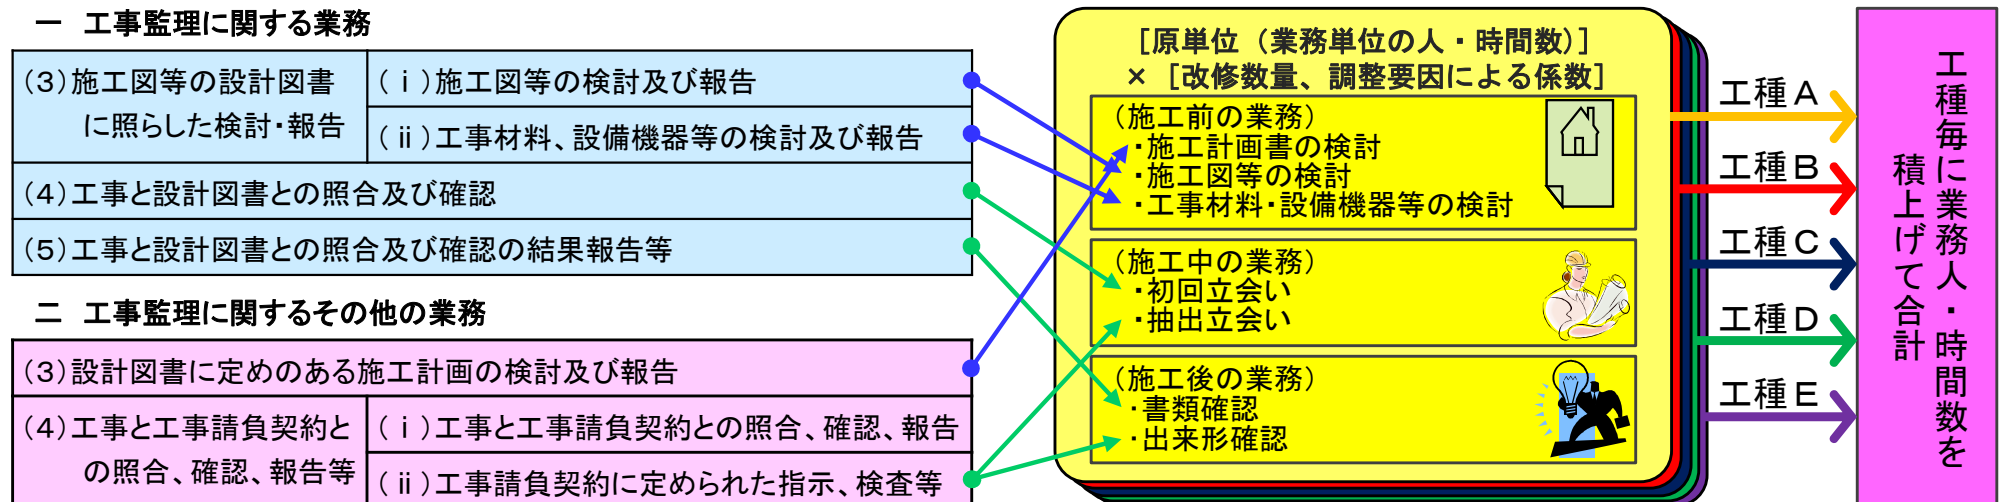 一　工事監理に関する業務
(3)施工図等の設計図書
に照らした検討・報告
(ⅰ)施工図等の検討及び報告
(ⅱ)工事材料、設備機器等の検討及び報告
(4)工事と設計図書との照合及び確認
(5)工事と設計図書との照合及び確認の結果報告等
二　工事監理に関するその他の業務
(3)設計図書に定めのある施工計画の検討及び報告
(4)工事と工事請負契約と
の照合、確認、報告等
(ⅰ)工事と工事請負契約との照合、確認、報告
(ⅱ)工事請負契約に定められた指示、検査等
[原単位（業務単位の人・時間数)]
×［改修数量、調整要因による係数]
(施工前の業務)
・施工計画書の検討
・施工図等の検討
・工事材料・設備機器等の検討
(施工中の業務)
・初回立会い
・抽出立会い
(施工後の業務)
・書類確認
・出来形確認
工種Ａ
工種Ｂ
工種Ｃ
工種Ｄ
工種Ｅ
工種毎に業務人・時間数を
積上げて合計